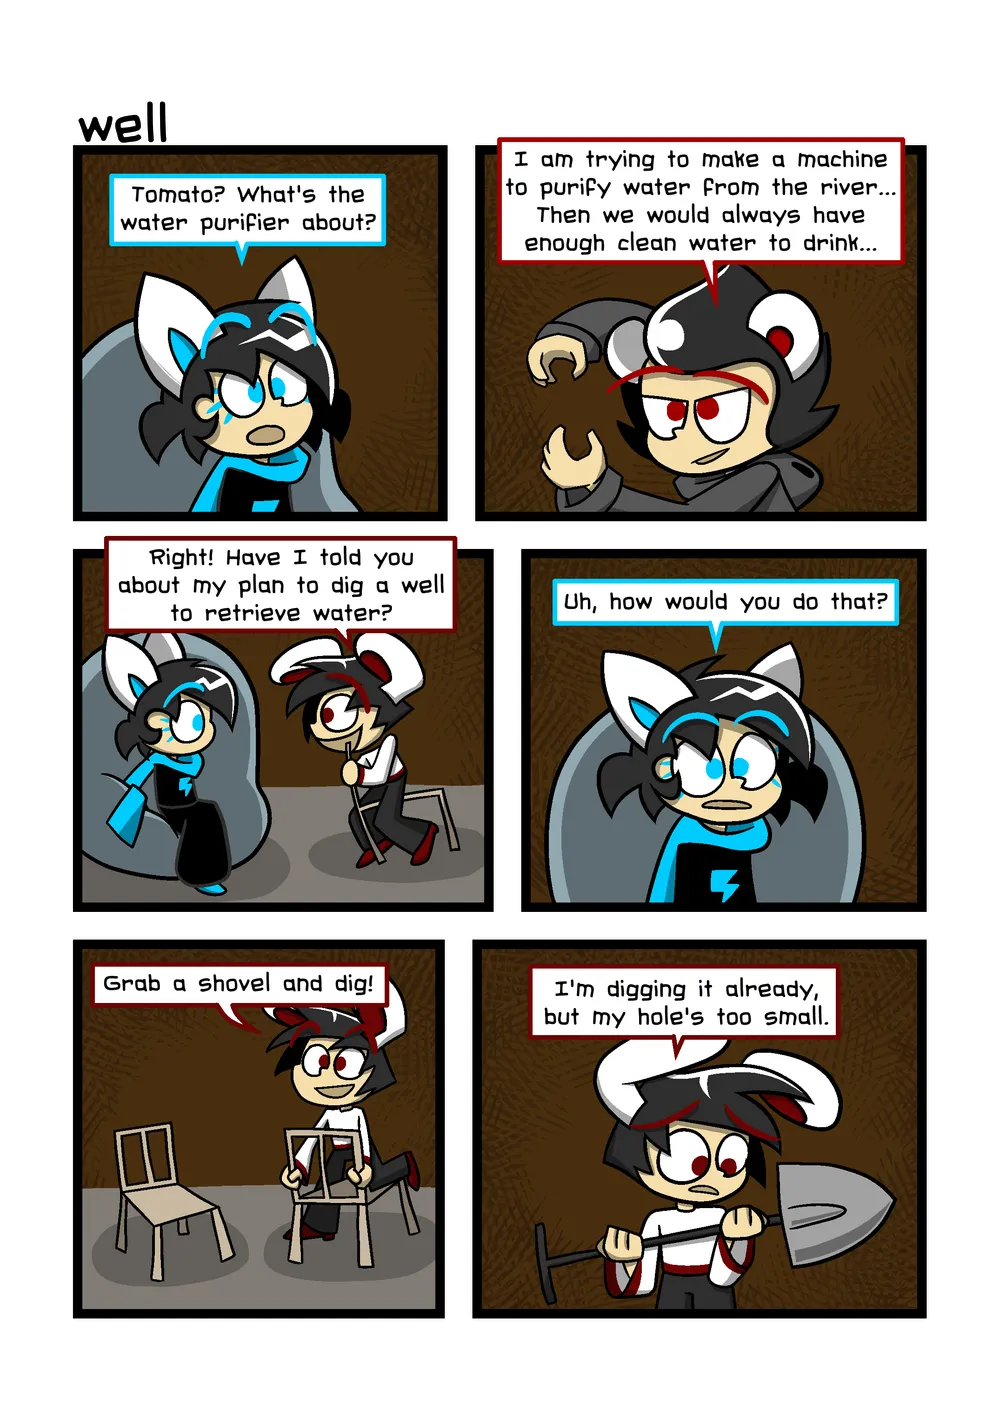 well
Tomato? What's the
water purifier about?
I am trying to make a machine
to purify water from the river...
Then we would always have
enough clean water to drink...
Right! Have I told you
about my plan to dig a well
to retrieve water?
Uh, how would you do that?
Grab a shovel and dig!
I'm digging it already,
but my hole's too small.